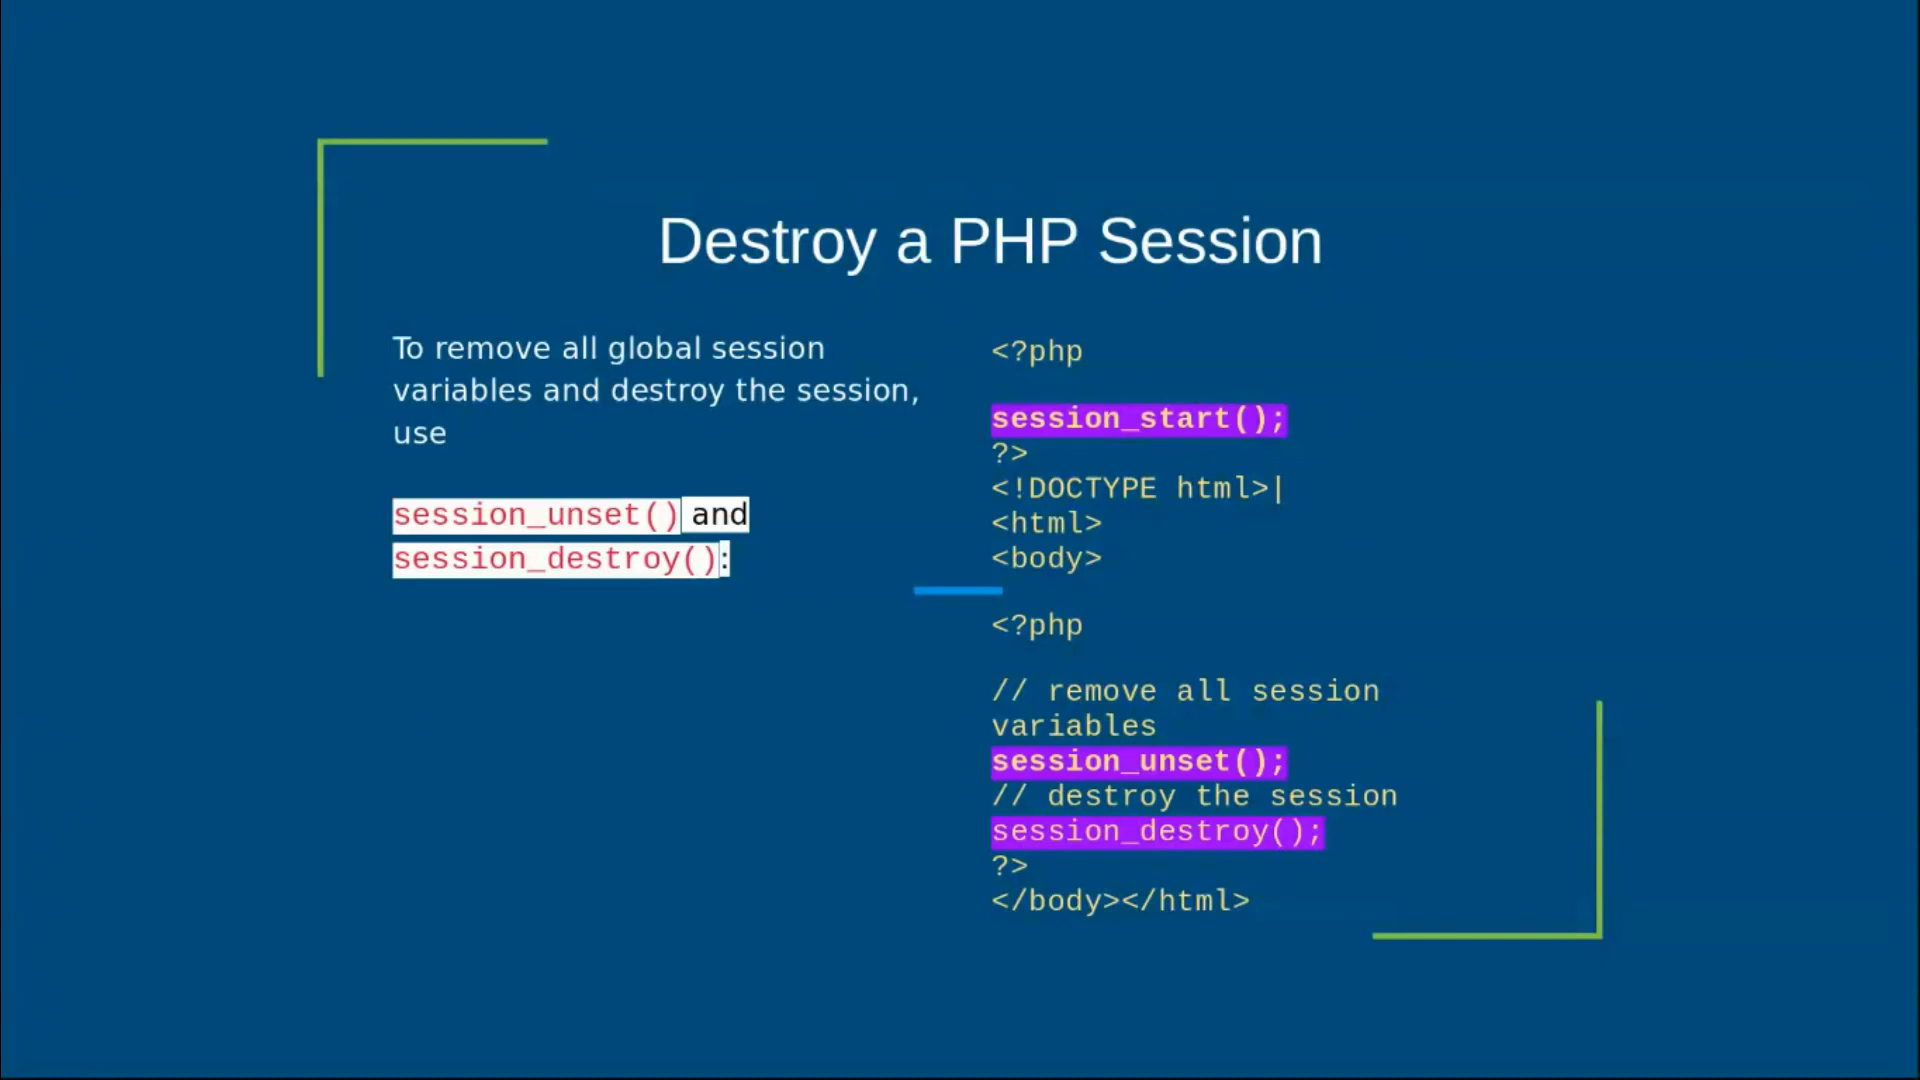 Destroy a PHP Session
To remove all global session
variables and destroy the session,
use
session_unset() and
session_destroy():
<?php
session_start();
?>
<!DOCTYPE html>|
<html>
<body>
<?php
// remove all session
variables
session_unset();
// destroy the session
session_destroy();
?>
</body></html>